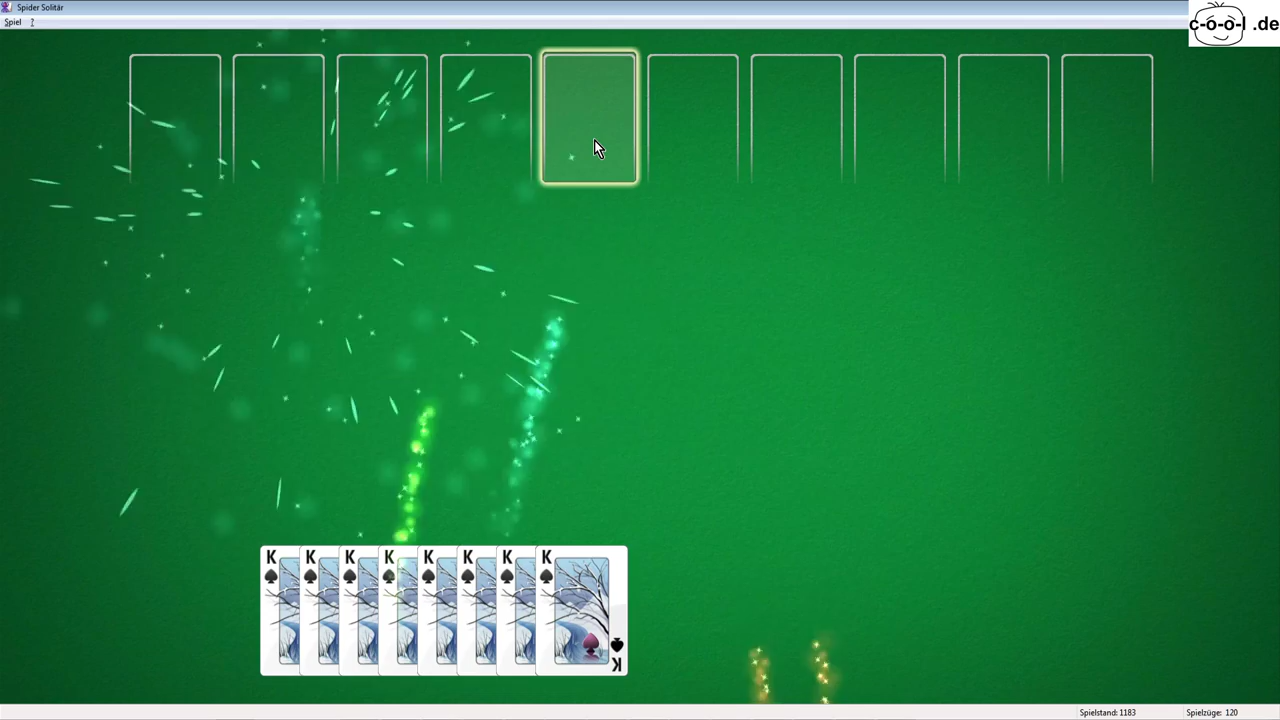 Spider Solitär
Spiel ?
c-o-o-l .de
K K K K K K K K
K
Spielstand: 1183 Spielzüge: 120